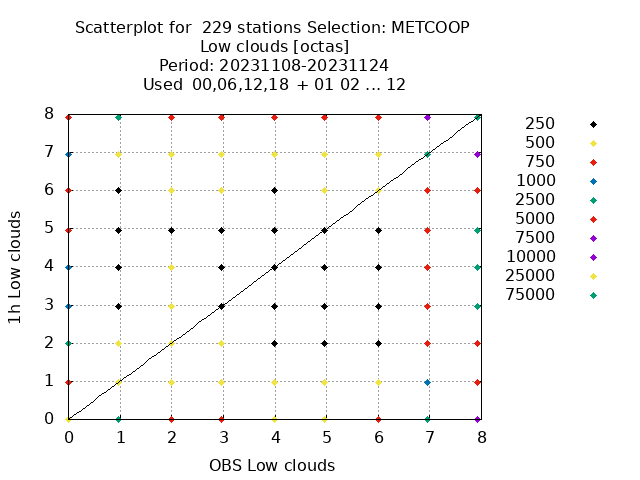 Scatterplot for  229 stations Selection: METCOOP
Low clouds [octas]
Period: 20231108-20231124
Used  00,06,12,18  + 01 02 ... 12
250
500
750
1000
2500
5000
7500
10000
25000
75000
8
7
6
5
4
3
2
1
0
1h Low clouds
0 1 2 3 4 5 6 7 8
OBS Low clouds